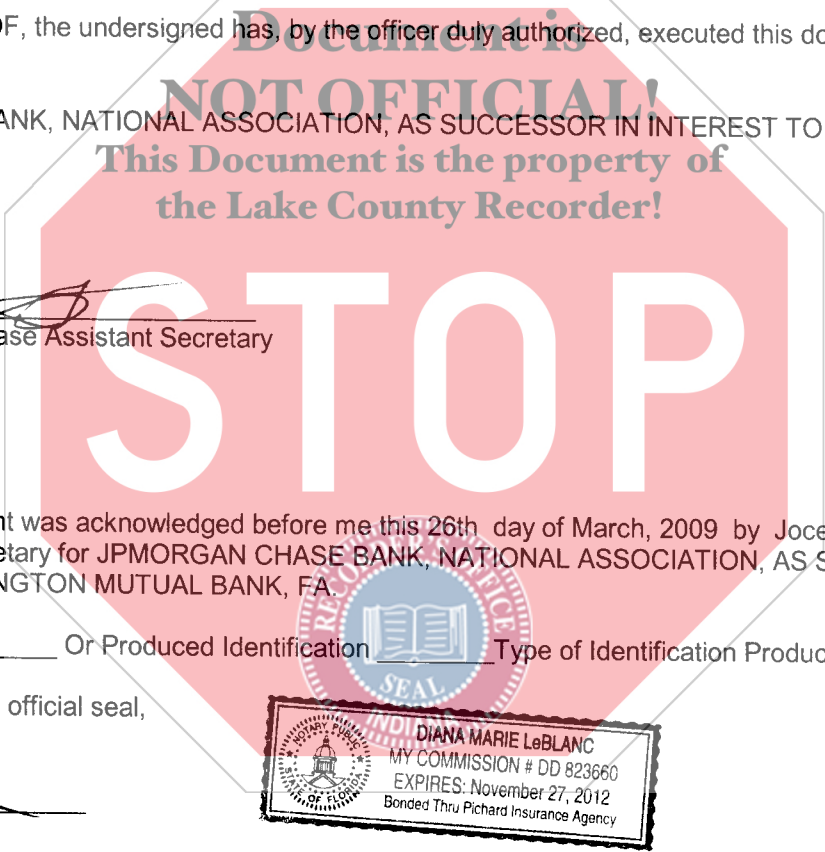 Document is
OF, the undersigned has, by the officer duly authorized, executed this do
NOT OFFICIAL!
ANK, NATIONAL ASSOCIATION, AS SUCCESSOR IN INTEREST TO
This Document is the property of
the Lake County Recorder!
STOP
ase Assistant Secretary
nt was acknowledged before me this 26th day of March, 2009 by Joce
etary for JPMORGAN CHASE BANK, NATIONAL ASSOCIATION, AS S
NGTON MUTUAL BANK, FA.
RECORDER'S OFFICE
SEAL
INDIANA
Or Produced Identification Type of Identification Produc
official seal,
NOTARY PUBLIC
STATE OF FLORIDA
DIANA MARIE LeBLANC
MY COMMISSION # DD 823660
EXPIRES: November 27, 2012
Bonded Thru Pichard Insurance Agency